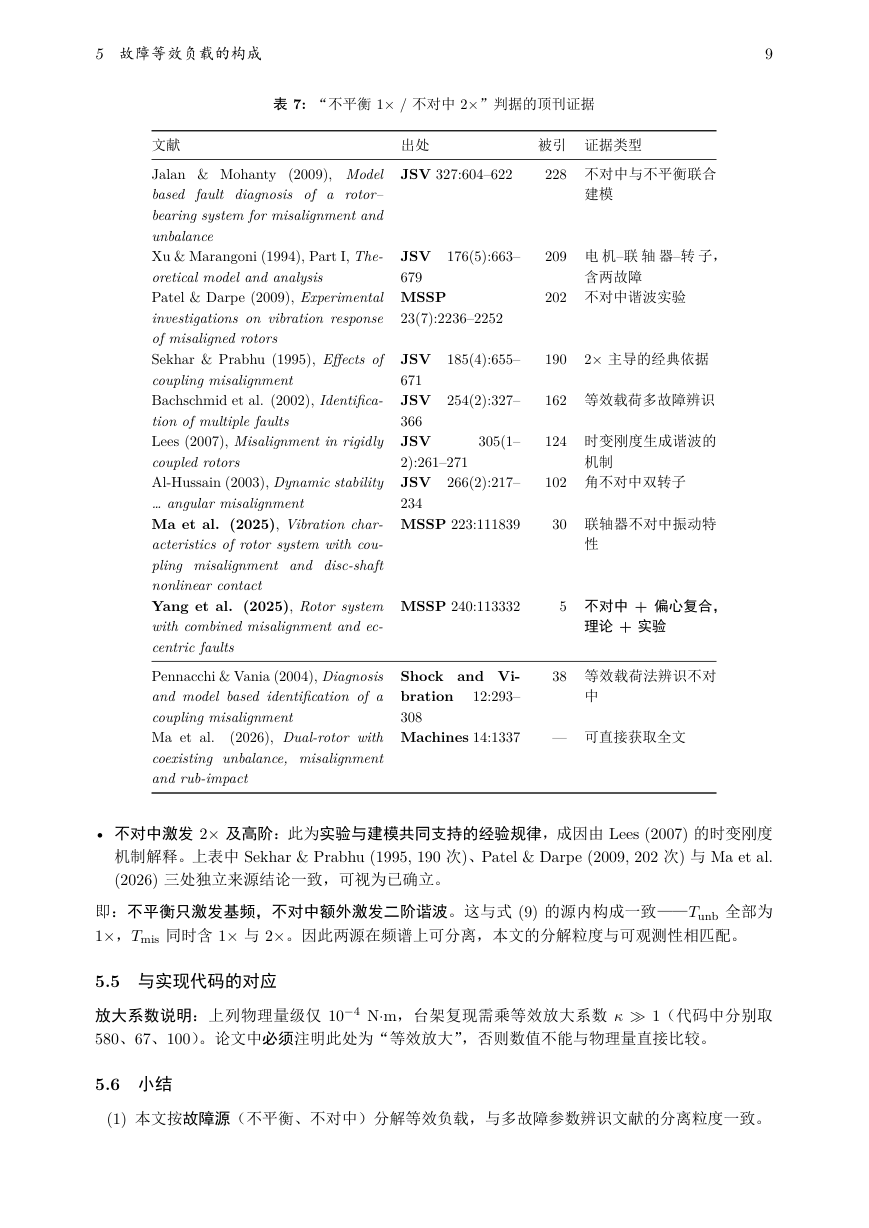 5 故障等效负载的构成 9
表 7: “不平衡 1× / 不对中 2×”判据的顶刊证据
文献 出处 被引 证据类型
Jalan & Mohanty (2009), Model JSV 327:604–622 228 不对中与不平衡联合
based fault diagnosis of a rotor– 建模
bearing system for misalignment and
unbalance
Xu & Marangoni (1994), Part I, The- JSV 176(5):663– 209 电机–联轴器–转子，
oretical model and analysis 679 含两故障
Patel & Darpe (2009), Experimental MSSP 202 不对中谐波实验
investigations on vibration response 23(7):2236–2252
of misaligned rotors
Sekhar & Prabhu (1995), Effects of JSV 185(4):655– 190 2× 主导的经典依据
coupling misalignment 671
Bachschmid et al. (2002), Identifica- JSV 254(2):327– 162 等效载荷多故障辨识
tion of multiple faults 366
Lees (2007), Misalignment in rigidly JSV 305(1– 124 时变刚度生成谐波的
coupled rotors 2):261–271 机制
Al-Hussain (2003), Dynamic stability JSV 266(2):217– 102 角不对中双转子
… angular misalignment 234
Ma et al. (2025), Vibration char- MSSP 223:111839 30 联轴器不对中振动特
acteristics of rotor system with cou- 性
pling misalignment and disc-shaft
nonlinear contact
Yang et al. (2025), Rotor system MSSP 240:113332 5 不对中 + 偏心复合，
with combined misalignment and ec- 理论 + 实验
centric faults
Pennacchi & Vania (2004), Diagnosis Shock and Vi- 38 等效载荷法辨识不对
and model based identification of a bration 12:293– 中
coupling misalignment 308
Ma et al. (2026), Dual-rotor with Machines 14:1337 — 可直接获取全文
coexisting unbalance, misalignment
and rub-impact
• 不对中激发 2× 及高阶：此为实验与建模共同支持的经验规律，成因由 Lees (2007) 的时变刚度
机制解释。上表中 Sekhar & Prabhu (1995, 190 次)、Patel & Darpe (2009, 202 次) 与 Ma et al.
(2026) 三处独立来源结论一致，可视为已确立。
即：不平衡只激发基频，不对中额外激发二阶谐波。这与式 (9) 的源内构成一致——T_unb 全部为
1×，T_mis 同时含 1× 与 2×。因此两源在频谱上可分离，本文的分解粒度与可观测性相匹配。
5.5 与实现代码的对应
放大系数说明：上列物理量级仅 10⁻⁴ N·m，台架复现需乘等效放大系数 κ ≫ 1（代码中分别取
580、67、100）。论文中必须注明此处为“等效放大”，否则数值不能与物理量直接比较。
5.6 小结
(1) 本文按故障源（不平衡、不对中）分解等效负载，与多故障参数辨识文献的分离粒度一致。